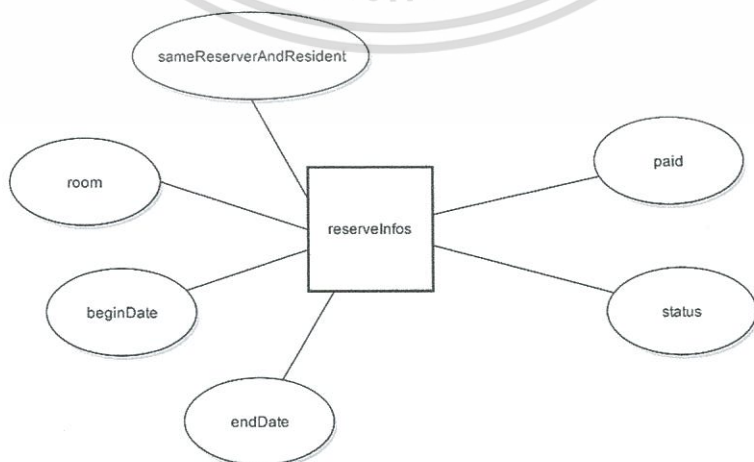 sameReserverAndResident
room
paid
reserveInfos
beginDate
status
endDate